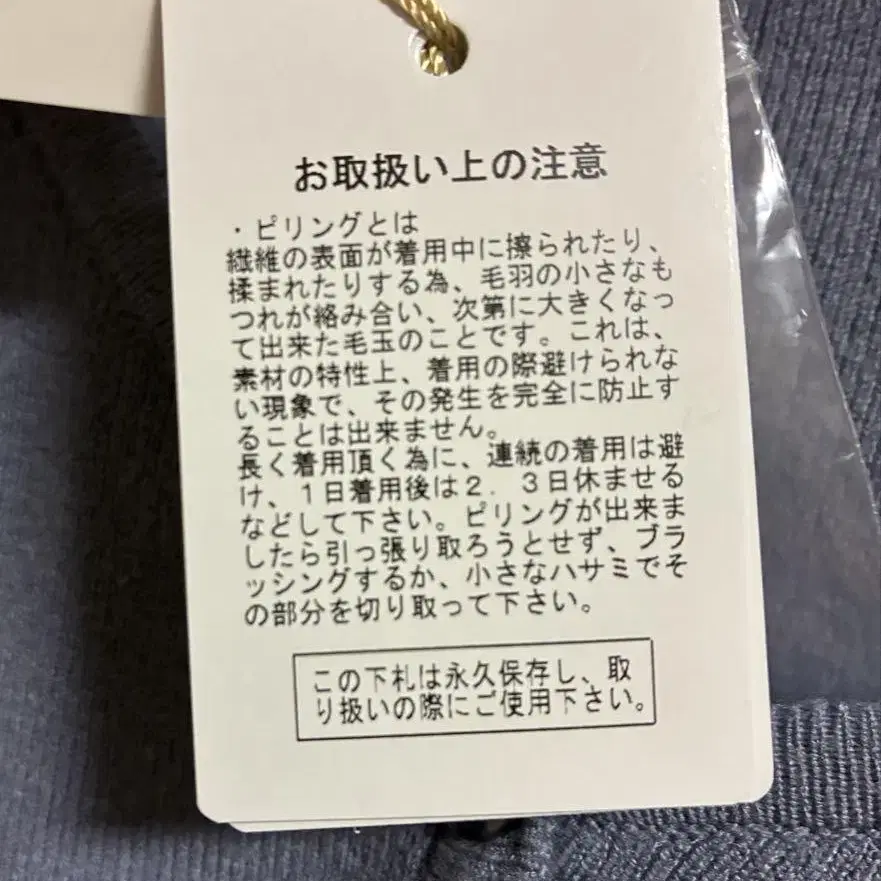 お取扱い上の注意
・ピリングとは
繊維の表面が着用中に擦られたり、
揉まれたりする為、毛羽の小さなも
つれが絡み合い、次第に大きくなっ
て出来た毛玉のことです。これは、
素材の特性上、着用の際避けられな
い現象で、その発生を完全に防止す
ることは出来ません。
長く着用頂く為に、連続の着用は避
け、1日着用後は2．3日休ませる
などして下さい。ピリングが出来ま
したら引っ張り取ろうとせず、ブラ
ッシングするか、小さなハサミでそ
の部分を切り取って下さい。
この下札は永久保存し、取
り扱いの際にご使用下さい。